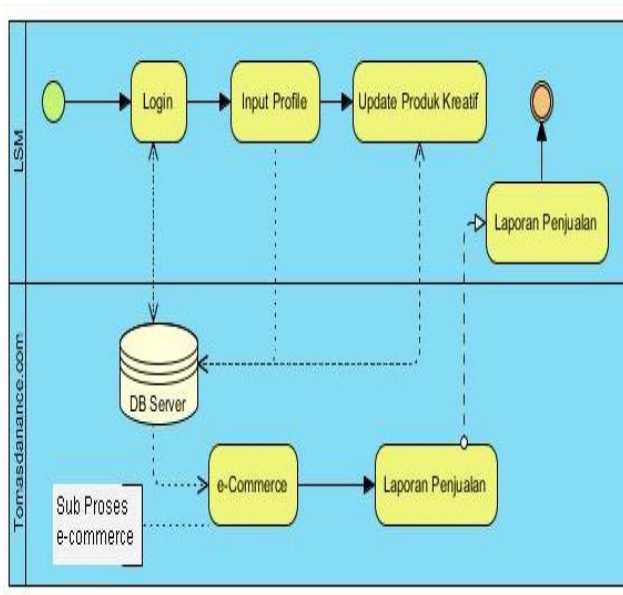 LSM
Login
Input Profile
Update Produk Kreatif
Laporan Penjualan
Tomasdanance.com
DB Server
e-Commerce
Laporan Penjualan
Sub Proses
e-commerce